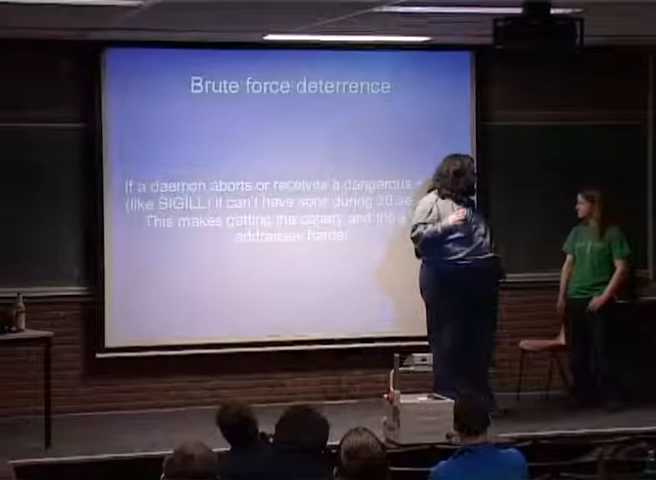 Brute force deterrence
If a daemon aborts or receives a dangerous
(like SIGILL) it can't have sons during 20
This makes getting the canary and the
addresses harder